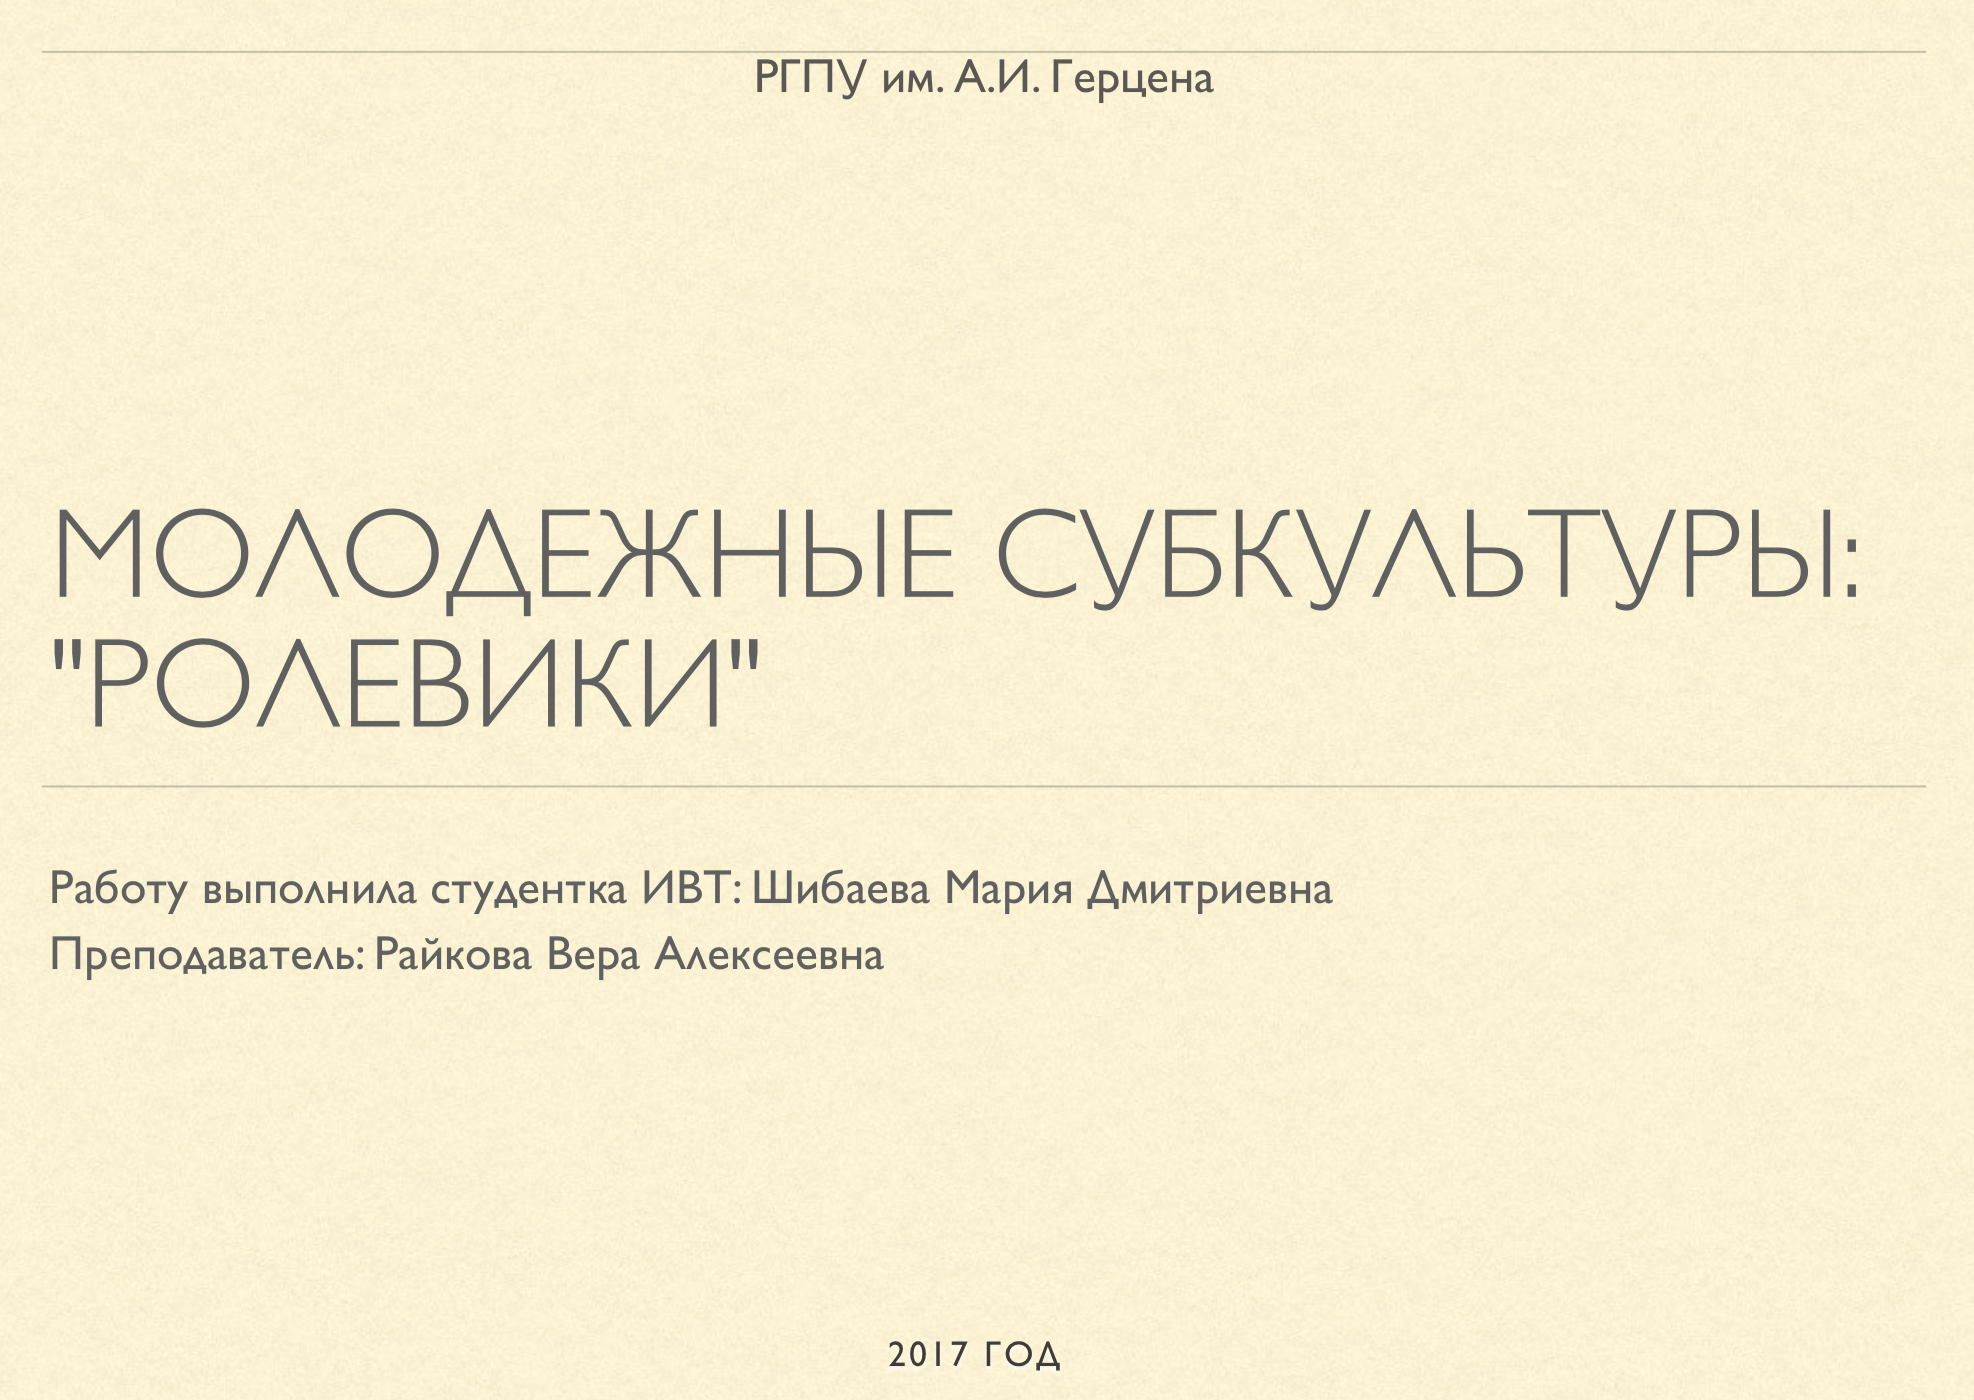 РГПУ им. А.И. Герцена
МОЛОДЕЖНЫЕ СУБКУЛЬТУРЫ:
"РОЛЕВИКИ"
Работу выполнила студентка ИВТ: Шибаева Мария Дмитриевна
Преподаватель: Райкова Вера Алексеевна
2017 ГОД